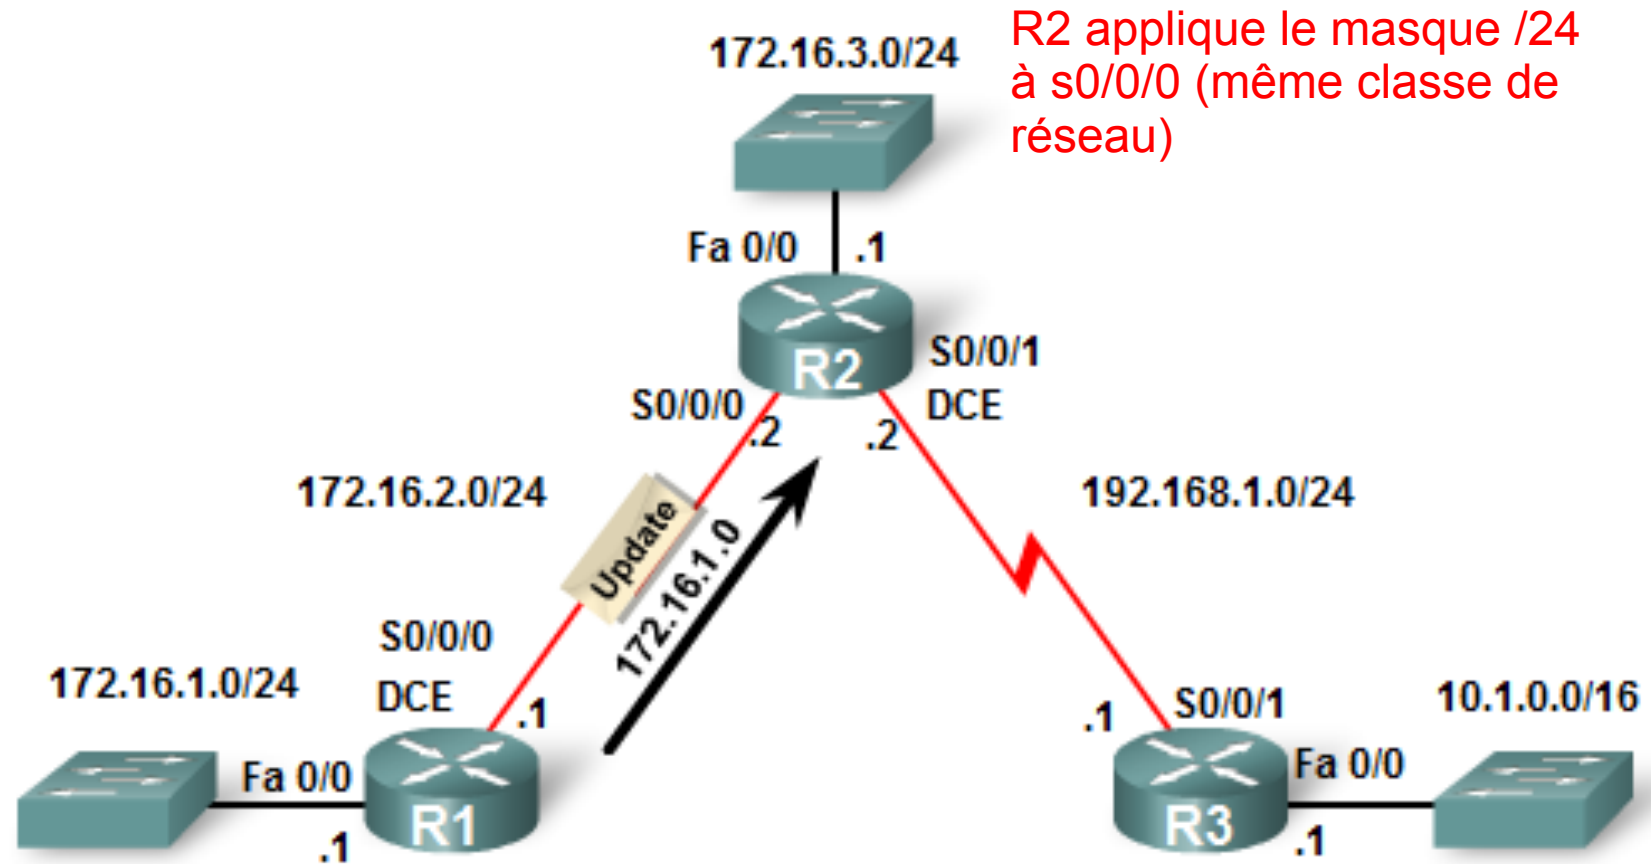 R2 applique le masque /24
à s0/0/0 (même classe de
réseau)
172.16.3.0/24
Fa 0/0
.1
R2
S0/0/1
DCE
S0/0/0
.2
.2
172.16.2.0/24
192.168.1.0/24
Update
172.16.1.0
S0/0/0
DCE
.1
172.16.1.0/24
Fa 0/0
.1
R1
.1
S0/0/1
10.1.0.0/16
Fa 0/0
.1
R3